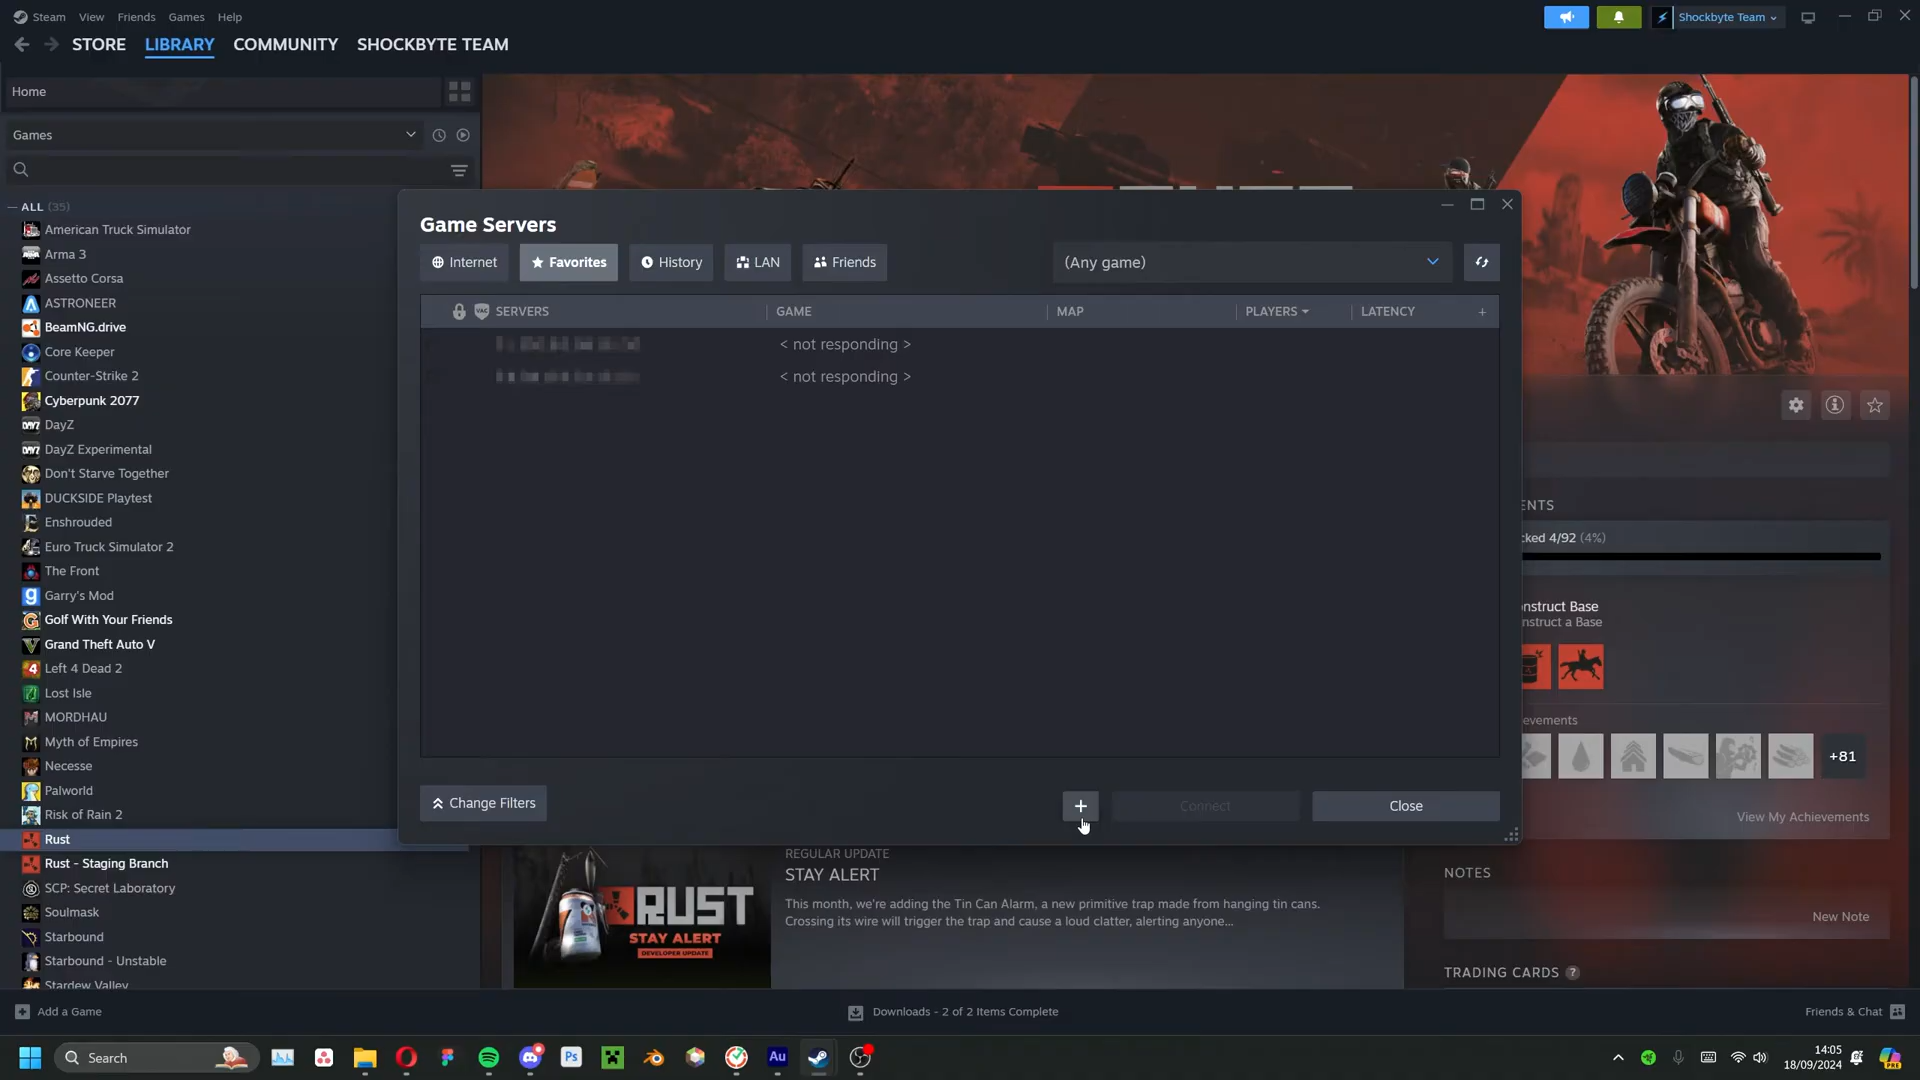 Steam View Friends Games Help
Shockbyte Team
STORE LIBRARY COMMUNITY SHOCKBYTE TEAM
Home
Games
ALL (35)
American Truck Simulator
Arma 3
Assetto Corsa
ASTRONEER
BeamNG.drive
Core Keeper
Counter-Strike 2
Cyberpunk 2077
DayZ
DayZ Experimental
Don't Starve Together
DUCKSIDE Playtest
Enshrouded
Euro Truck Simulator 2
The Front
Garry's Mod
Golf With Your Friends
Grand Theft Auto V
Left 4 Dead 2
Lost Isle
MORDHAU
Myth of Empires
Necesse
Palworld
Risk of Rain 2
Rust
Rust - Staging Branch
SCP: Secret Laboratory
Soulmask
Starbound
Starbound - Unstable
Stardew Valley
Game Servers
Internet Favorites History LAN Friends (Any game)
SERVERS GAME MAP PLAYERS LATENCY +
< not responding >
< not responding >
Change Filters + Connect Close
ENTS
cked 4/92 (4%)
nstruct Base
nstruct a Base
evements
+81
View My Achievements
NOTES
New Note
TRADING CARDS ?
REGULAR UPDATE
STAY ALERT
This month, we're adding the Tin Can Alarm, a new primitive trap made from hanging tin cans.
Crossing its wire will trigger the trap and cause a loud clatter, alerting anyone...
RUST
STAY ALERT
DEVELOPER UPDATE
Add a Game Downloads - 2 of 2 Items Complete Friends & Chat
Search
Ps
Au
14:05
18/09/2024
PRE